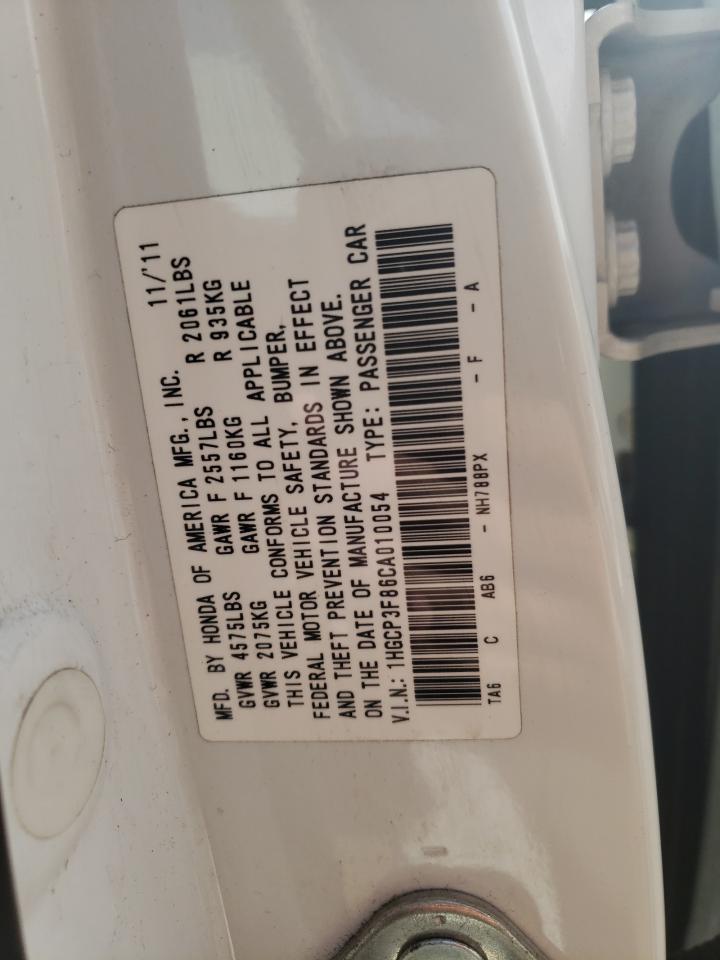 MFD. BY HONDA OF AMERICA MFG., INC. 11/'11
GVWR 4575LBS GAWR F 2557LBS R 2061LBS
GVWR 2075KG GAWR F 1160KG R 935KG
THIS VEHICLE CONFORMS TO ALL APPLICABLE
FEDERAL MOTOR VEHICLE SAFETY, BUMPER,
AND THEFT PREVENTION STANDARDS IN EFFECT
ON THE DATE OF MANUFACTURE SHOWN ABOVE.
V.I.N.: 1HGCP3F86CA010054 TYPE: PASSENGER CAR
TA6 C AB6 - NH788PX - F - A